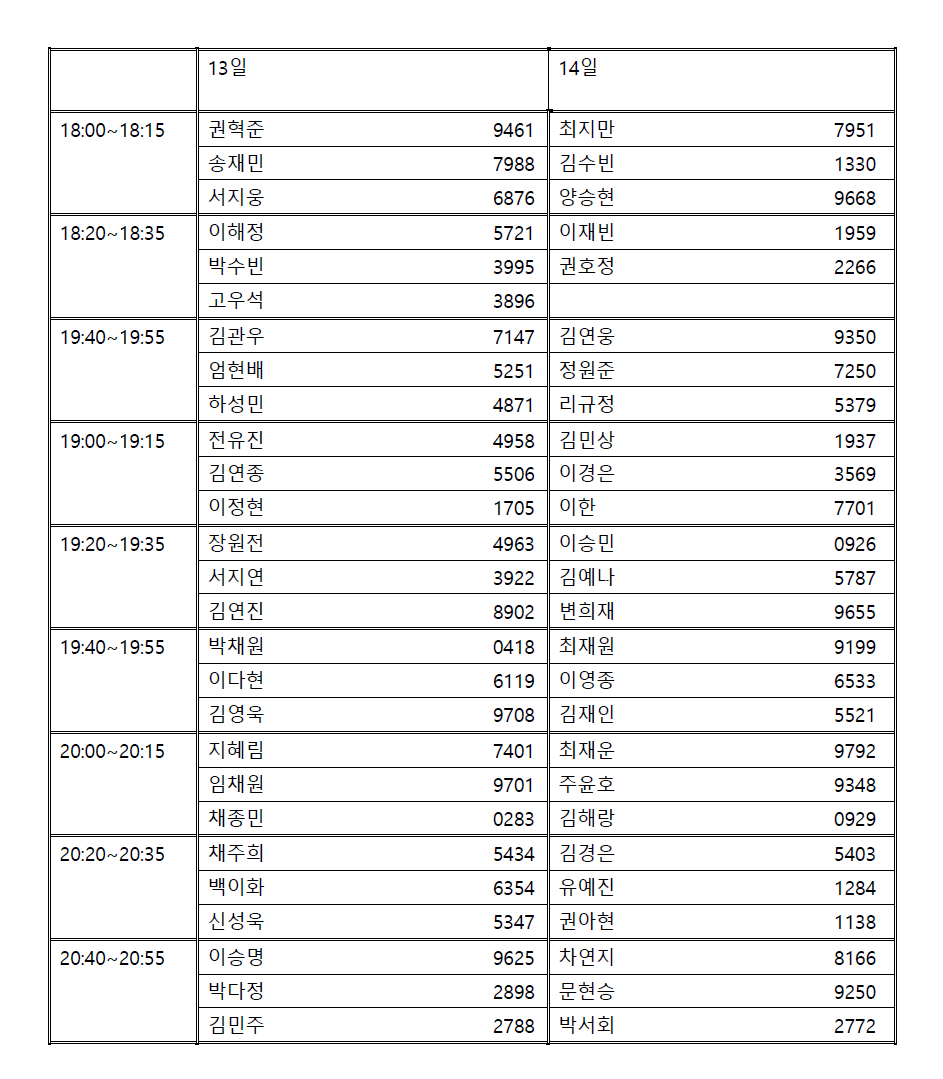 13일 14일
18:00~18:15 권혁준 9461 최지만 7951
송재민 7988 김수빈 1330
서지웅 6876 양승현 9668
18:20~18:35 이해정 5721 이재빈 1959
박수빈 3995 권호정 2266
고우석 3896
19:40~19:55 김관우 7147 김연웅 9350
엄현배 5251 정원준 7250
하성민 4871 리규정 5379
19:00~19:15 전유진 4958 김민상 1937
김연종 5506 이경은 3569
이정현 1705 이한 7701
19:20~19:35 장원전 4963 이승민 0926
서지연 3922 김예나 5787
김연진 8902 변희재 9655
19:40~19:55 박채원 0418 최재원 9199
이다현 6119 이영종 6533
김영욱 9708 김재인 5521
20:00~20:15 지혜림 7401 최재운 9792
임채원 9701 주윤호 9348
채종민 0283 김해랑 0929
20:20~20:35 채주희 5434 김경은 5403
백이화 6354 유예진 1284
신성욱 5347 권아현 1138
20:40~20:55 이승명 9625 차연지 8166
박다정 2898 문현승 9250
김민주 2788 박서회 2772